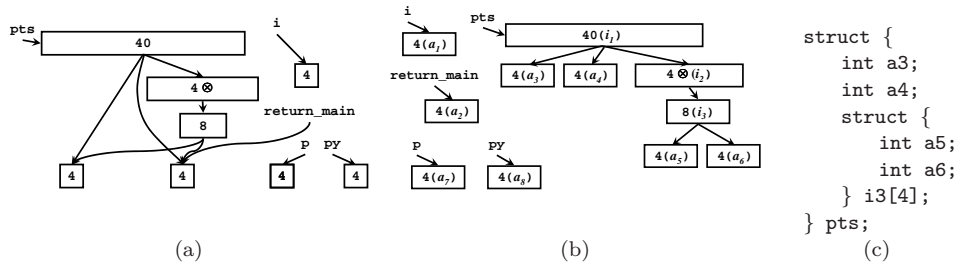 pts
40
i
4 ⊗
4
return_main
8
p
py
4
4
4
4
(a)
i
pts
4(a1)
40(i1)
return_main
4(a3)
4(a4)
4 ⊗ (i2)
4(a2)
8(i3)
p
py
4(a5)
4(a6)
4(a7)
4(a8)
(b)
struct {
int a3;
int a4;
struct {
int a5;
int a6;
} i3[4];
} pts;
(c)